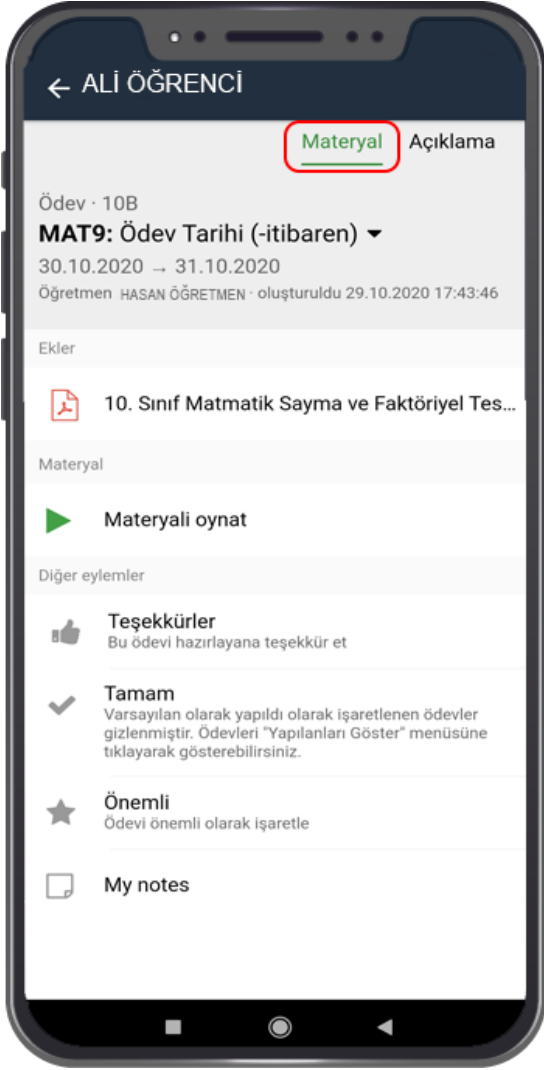 ALİ ÖĞRENCİ
Materyal Açıklama
Ödev · 10B
MAT9: Ödev Tarihi (-itibaren)
30.10.2020 → 31.10.2020
Öğretmen HASAN ÖĞRETMEN · oluşturuldu 29.10.2020 17:43:46
Ekler
10. Sınıf Matmatik Sayma ve Faktöriyel Tes...
Materyal
Materyali oynat
Diğer eylemler
Teşekkürler
Bu ödevi hazırlayana teşekkür et
Tamam
Varsayılan olarak yapıldı olarak işaretlenen ödevler
gizlenmiştir. Ödevleri "Yapılanları Göster" menüsüne
tıklayarak gösterebilirsiniz.
Önemli
Ödevi önemli olarak işaretle
My notes